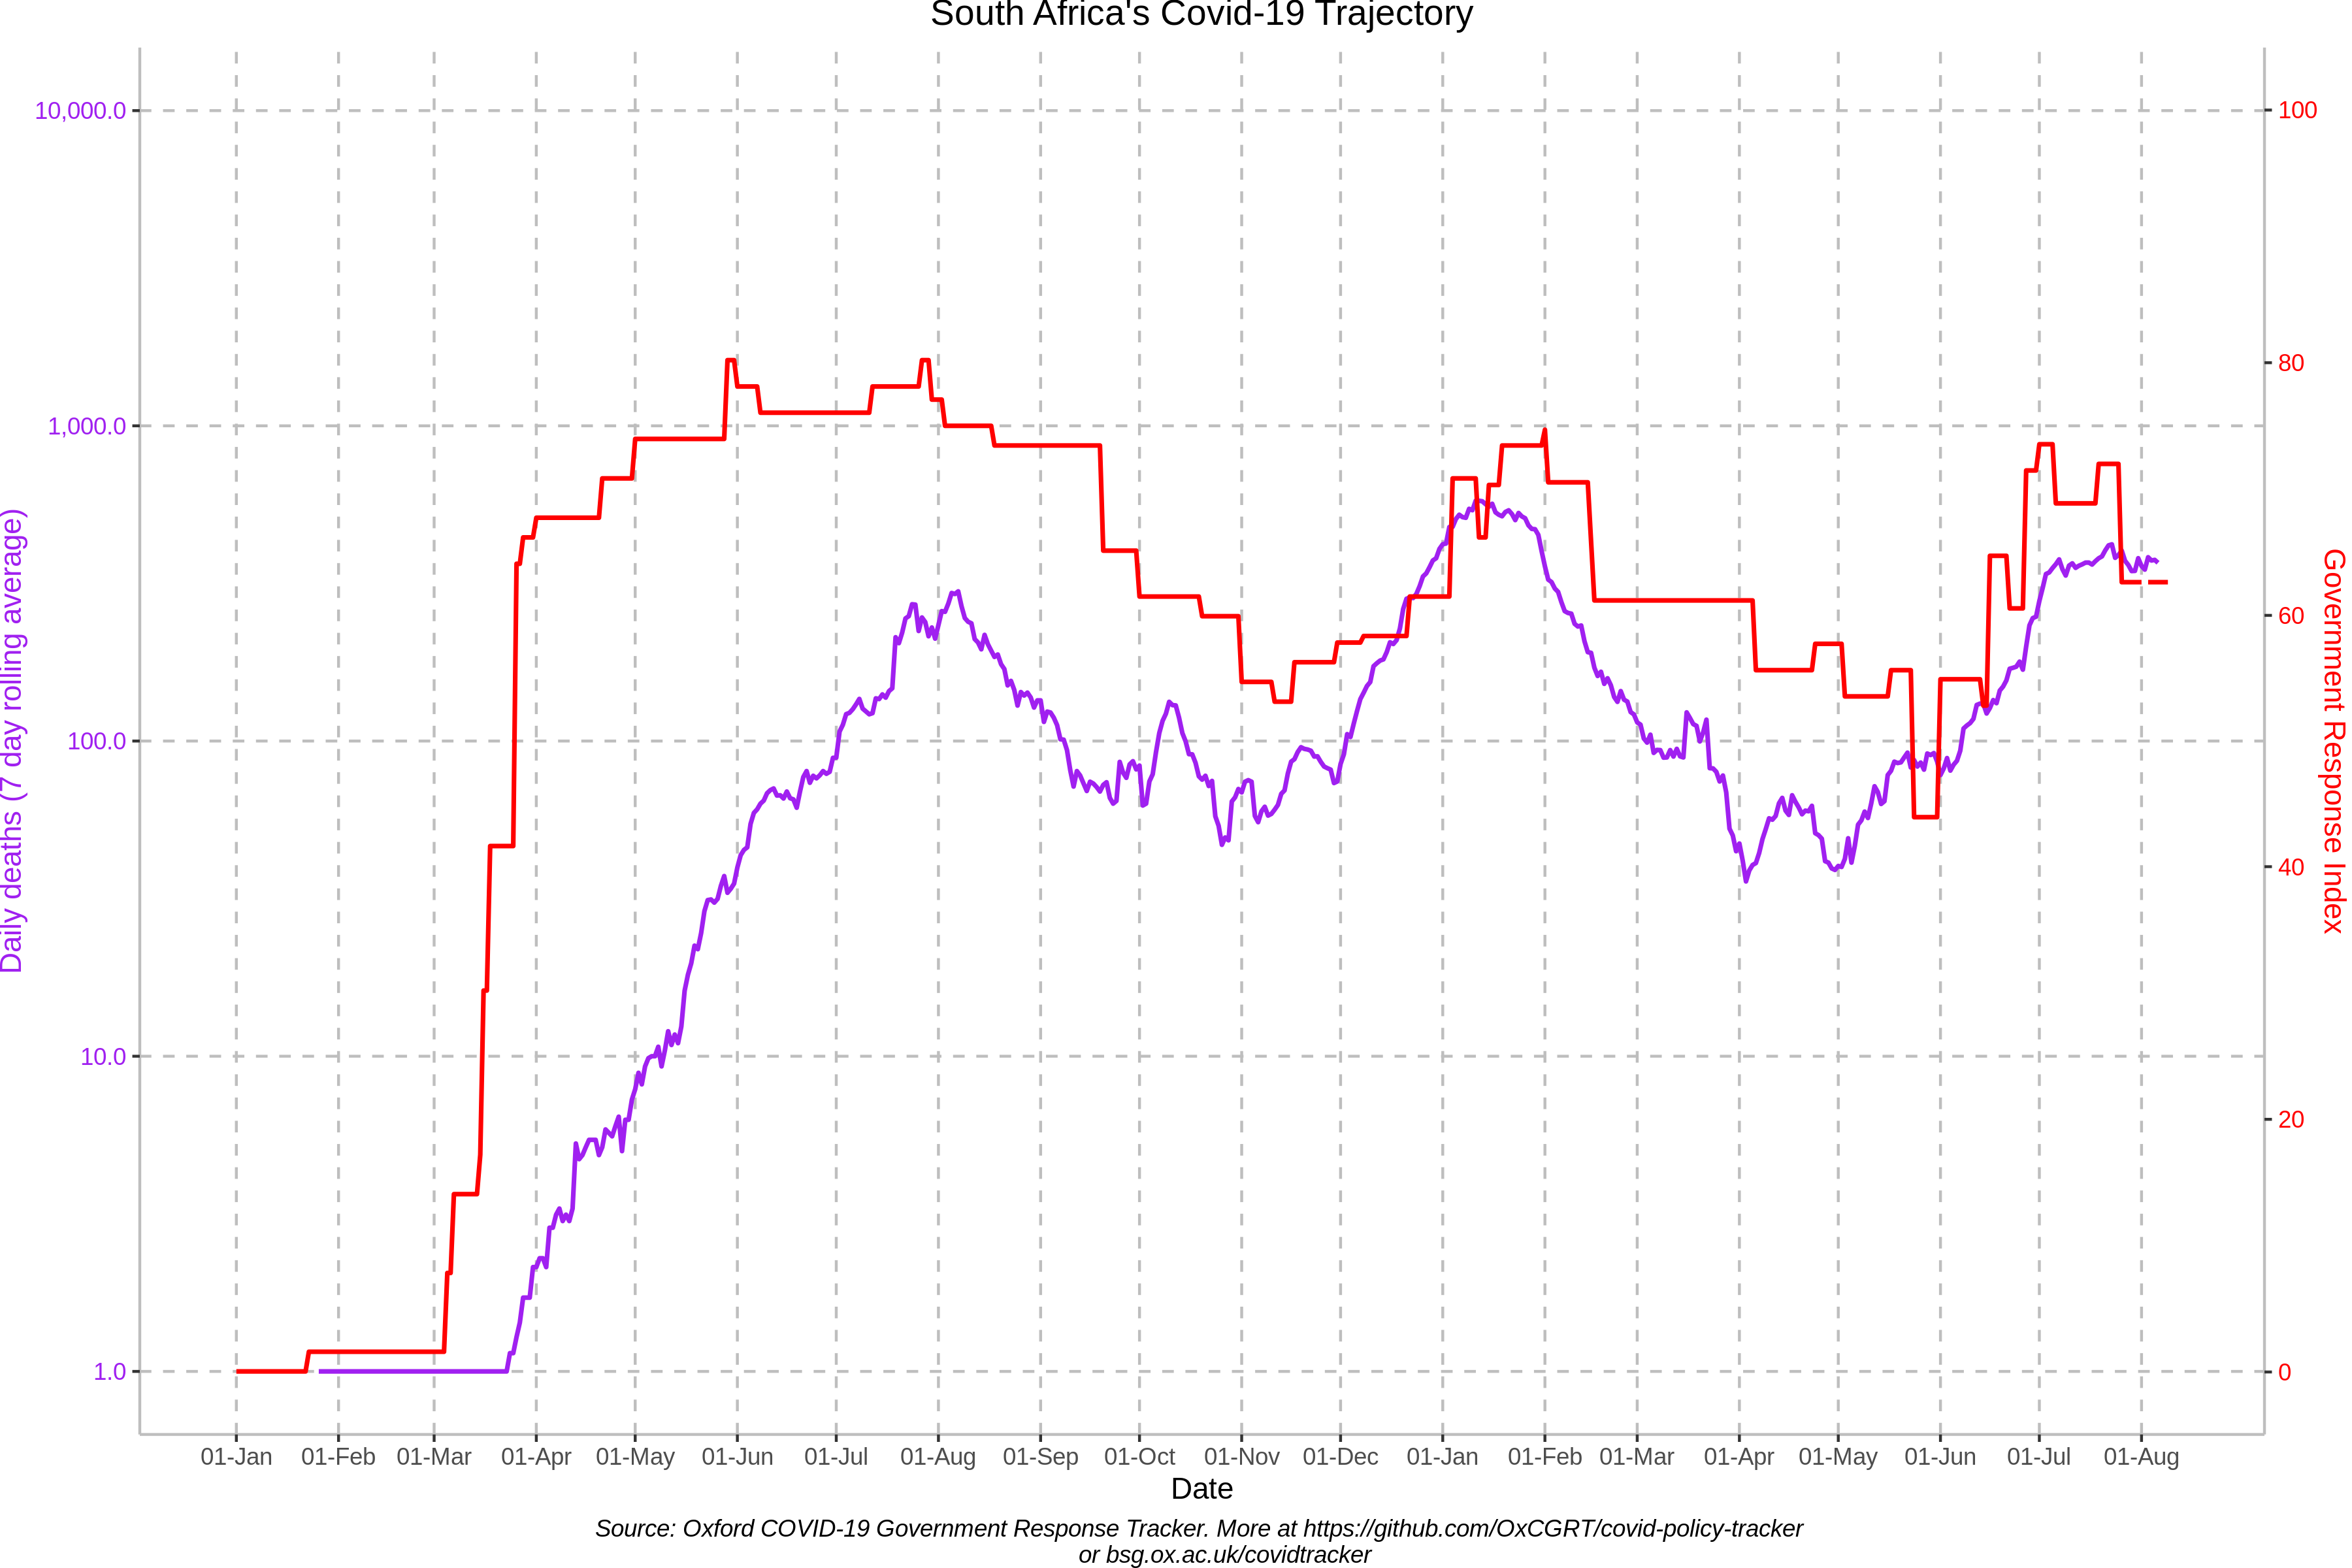 South Africa's Covid-19 Trajectory
10,000.0
1,000.0
100.0
10.0
1.0
Daily deaths (7 day rolling average)
100
80
60
40
20
0
Government Response Index
01-Jan 01-Feb 01-Mar 01-Apr 01-May 01-Jun 01-Jul 01-Aug 01-Sep 01-Oct 01-Nov 01-Dec 01-Jan 01-Feb 01-Mar 01-Apr 01-May 01-Jun 01-Jul 01-Aug
Date
Source: Oxford COVID-19 Government Response Tracker. More at https://github.com/OxCGRT/covid-policy-tracker
or bsg.ox.ac.uk/covidtracker